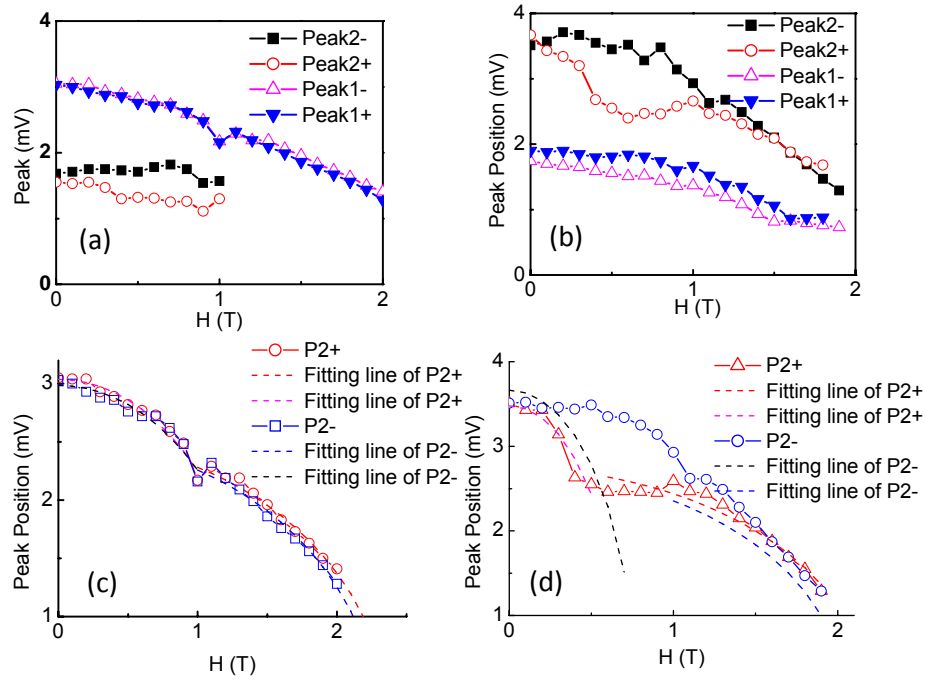 4
2
0
Peak (mV)
0
1
2
H (T)
Peak2-
Peak2+
Peak1-
Peak1+
(a)
4
2
0
Peak Position (mV)
0
1
2
H (T)
Peak2-
Peak2+
Peak1-
Peak1+
(b)
3
2
1
Peak Position (mV)
0
1
2
H (T)
P2+
Fitting line of P2+
Fitting line of P2+
P2-
Fitting line of P2-
Fitting line of P2-
(c)
4
3
2
1
Peak Position (mV)
0
1
2
H (T)
P2+
Fitting line of P2+
Fitting line of P2+
P2-
Fitting line of P2-
Fitting line of P2-
(d)